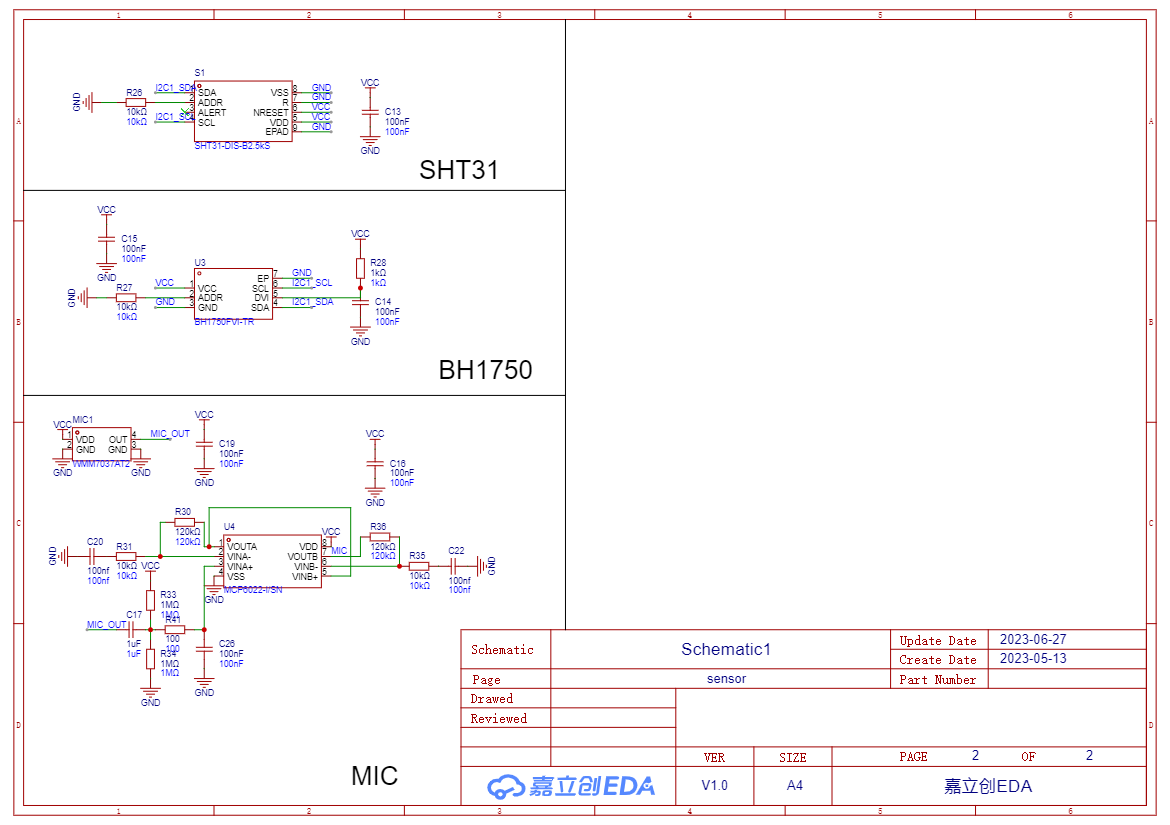 1 2 3 4 5 6
A A
B B
C C
D D
S1
I2C1_SDA
GND
R26
10kΩ
10kΩ
I2C1_SCL
1 SDA
2 ADDR
3 ALERT
4 SCL
VSS 8
R 7
NRESET 6
VDD 5
EPAD 9
GND
GND
VCC
VCC
GND
SHT31-DIS-B2.5kS
VCC
C13
100nF
100nF
GND
SHT31
VCC
C15
100nF
100nF
GND
U3
VCC
GND
R27
10kΩ
10kΩ
GND
1 VCC
2 ADDR
3 GND
EP 7
SCL 6
DVI 5
SDA 4
GND
I2C1_SCL
I2C1_SDA
BH1750FVI-TR
VCC
R28
1kΩ
1kΩ
C14
100nF
100nF
GND
BH1750
MIC1
VCC
1 VDD
2 GND
OUT 4
GND 3
MIC_OUT
GND
WMM7037AT2
GND
VCC
C19
100nF
100nF
GND
VCC
C16
100nF
100nF
GND
R30
120kΩ
120kΩ
U4
1 VOUTA
2 VINA-
3 VINA+
4 VSS
VDD 8
VOUTB 7
VINB- 6
VINB+ 5
VCC
MIC
MCP6022-I/SN
GND
GND
C20
100nf
100nf
R31
10kΩ
10kΩ
R36
120kΩ
120kΩ
R35
10kΩ
10kΩ
C22
100nf
100nf
GND
VCC
R33
1MΩ
1MΩ
MIC_OUT
C17
1uF
1uF
R41
100
100
R34
1MΩ
1MΩ
GND
C26
100nF
100nF
GND
MIC
Schematic Schematic1 Update Date 2023-06-27
Create Date 2023-05-13
Page sensor Part Number
Drawed
Reviewed
VER SIZE PAGE 2 OF 2
嘉立创EDA V1.0 A4 嘉立创EDA
1 2 3 4 5 6